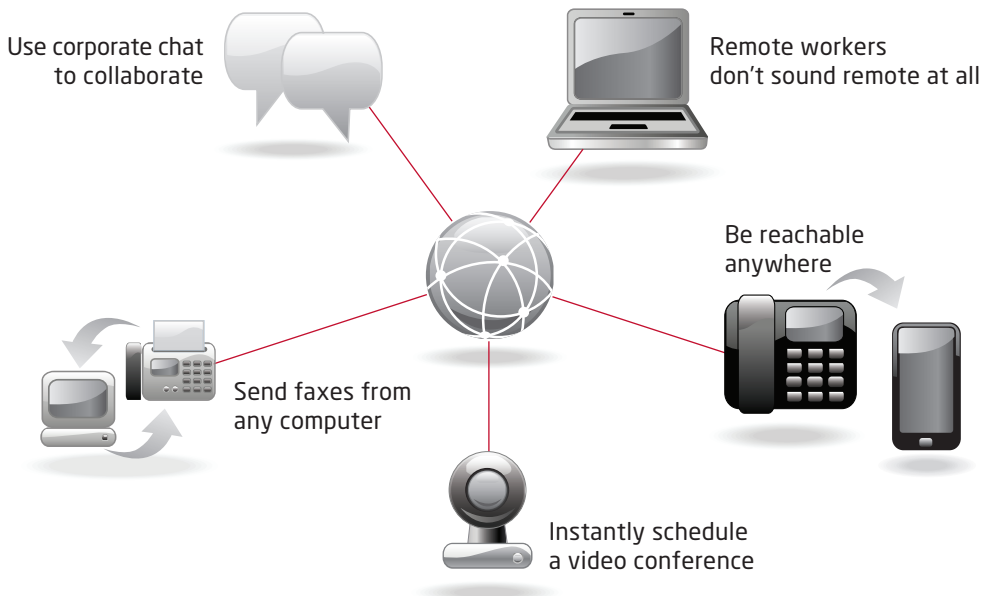 Use corporate chat
to collaborate
Remote workers
don't sound remote at all
Be reachable
anywhere
Send faxes from
any computer
Instantly schedule
a video conference